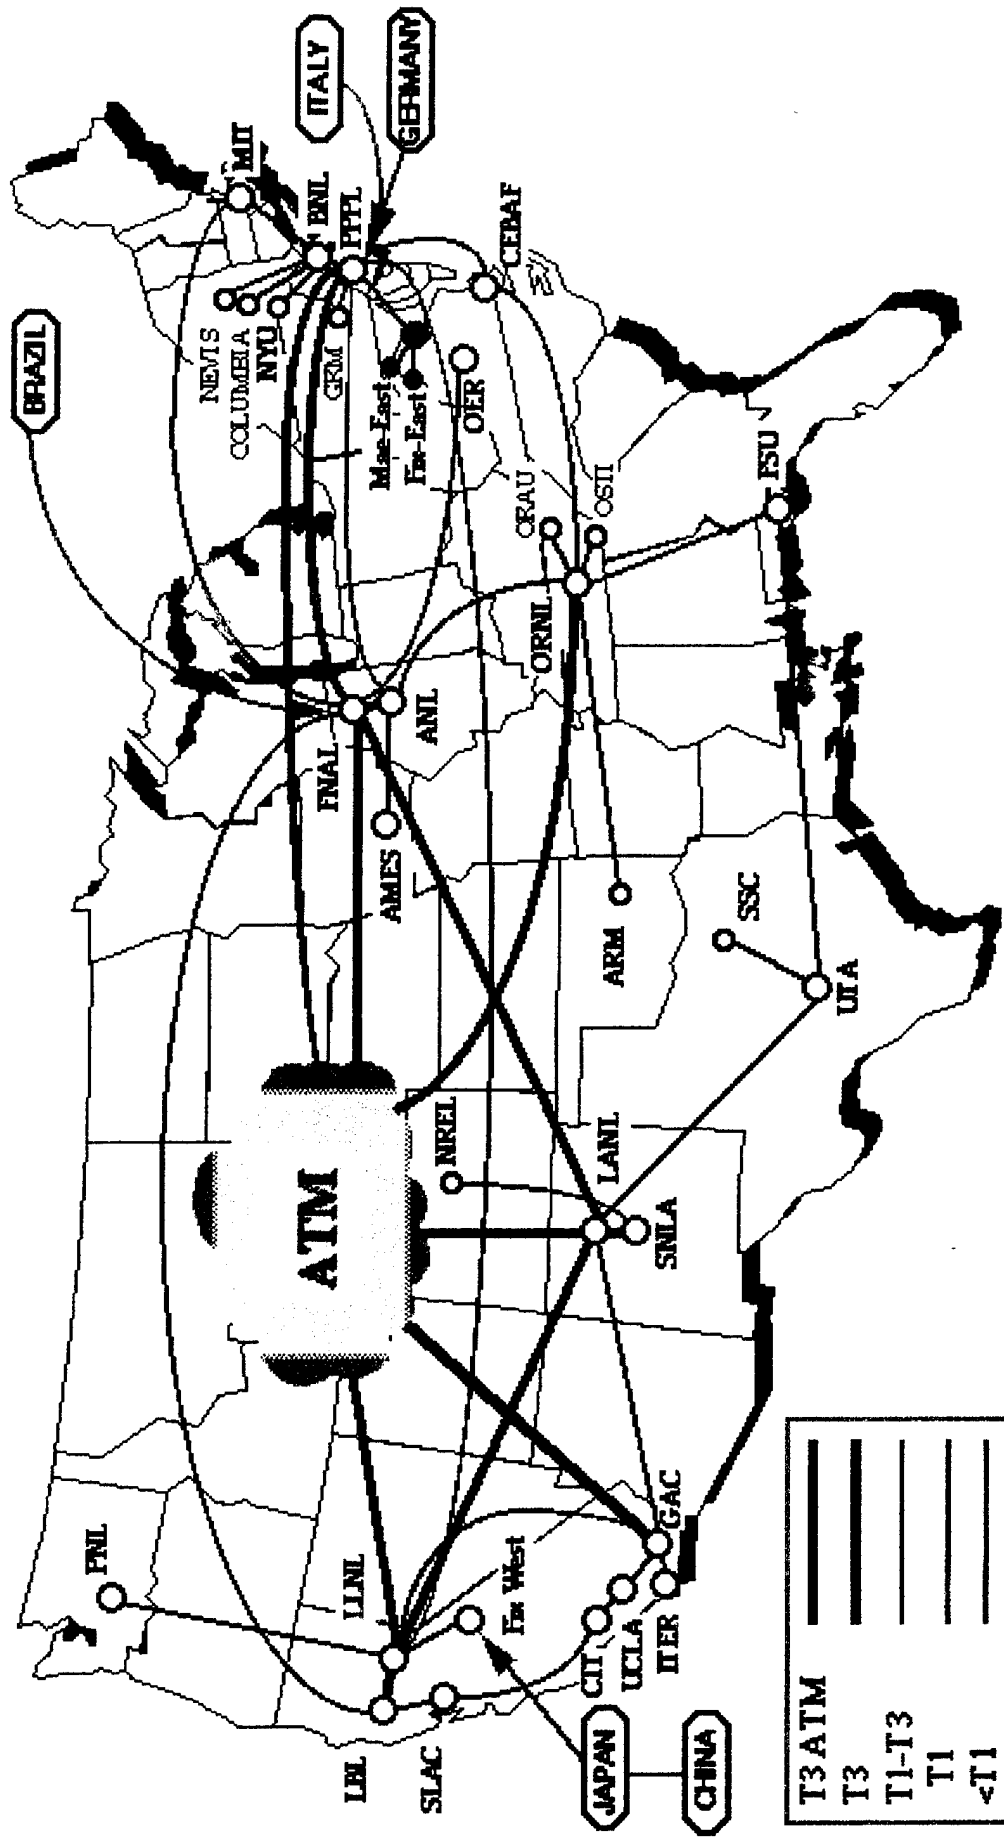 BRAZIL
ITALY
GERMANY
MIT
BNL
PPPL
NEVIS
COLUMBIA
NYU
Mae-East
Fix-East
OER
CEBAF
ORAU
OSTI
ORNL
FSU
FNAL
ANL
AMES
ARM
SSC
UTA
ATM
NREL
LANL
SNLA
PNL
LLNL
Fix West
GAC
CIT
UCLA
ITER
LBL
SLAC
JAPAN
CHINA
T3 ATM
T3
T1-T3
T1
<T1